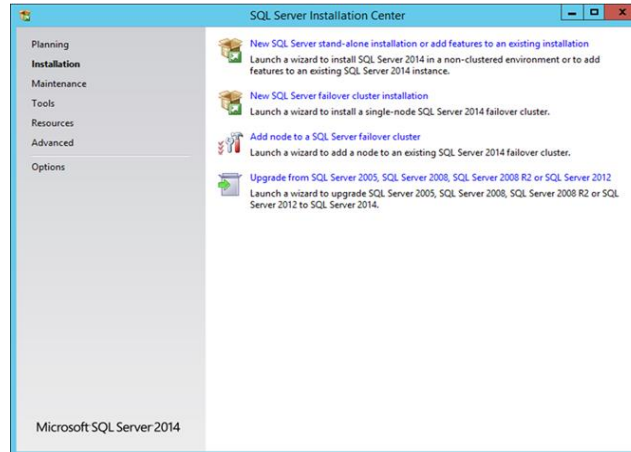 SQL Server Installation Center
Planning
Installation
Maintenance
Tools
Resources
Advanced
Options
New SQL Server stand-alone installation or add features to an existing installation
Launch a wizard to install SQL Server 2014 in a non-clustered environment or to add
features to an existing SQL Server 2014 instance.
New SQL Server failover cluster installation
Launch a wizard to install a single-node SQL Server 2014 failover cluster.
Add node to a SQL Server failover cluster
Launch a wizard to add a node to an existing SQL Server 2014 failover cluster.
Upgrade from SQL Server 2005, SQL Server 2008, SQL Server 2008 R2 or SQL Server 2012
Launch a wizard to upgrade SQL Server 2005, SQL Server 2008, SQL Server 2008 R2 or SQL
Server 2012 to SQL Server 2014.
Microsoft SQL Server 2014